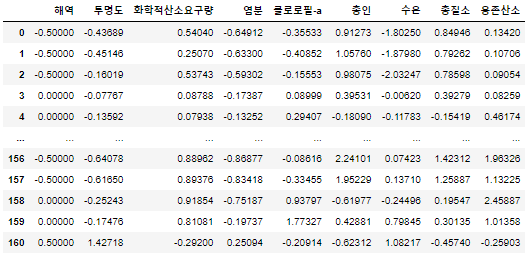 해역 투명도 화학적산소요구량 염분 클로로필-a 총인 수은 총질소 용존산소
0 -0.50000 -0.43689 0.54040 -0.64912 -0.35533 0.91273 -1.80250 0.84946 0.13420
1 -0.50000 -0.45146 0.25070 -0.63300 -0.40852 1.05760 -1.87980 0.79262 0.10706
2 -0.50000 -0.16019 0.53743 -0.59302 -0.15553 0.98075 -2.03247 0.78598 0.09054
3 0.00000 -0.07767 0.08788 -0.17387 0.08999 0.39531 -0.00620 0.39279 0.08259
4 0.00000 -0.13592 0.07938 -0.13252 0.29407 -0.18090 -0.11783 -0.15419 0.46174
... ... ... ... ... ... ... ... ... ...
156 -0.50000 -0.64078 0.88962 -0.86877 -0.08616 2.24101 0.07423 1.42312 1.96326
157 -0.50000 -0.61650 0.89376 -0.83418 -0.33455 1.95229 0.13710 1.25887 1.13225
158 0.00000 -0.25243 0.91854 -0.75187 0.93797 -0.61977 -0.24496 0.19547 2.45887
159 0.00000 -0.17476 0.81081 -0.19737 1.77327 0.42881 0.79845 0.30135 1.01358
160 0.50000 1.42718 -0.29200 0.25094 -0.20914 -0.62312 1.08217 -0.45740 -0.25903